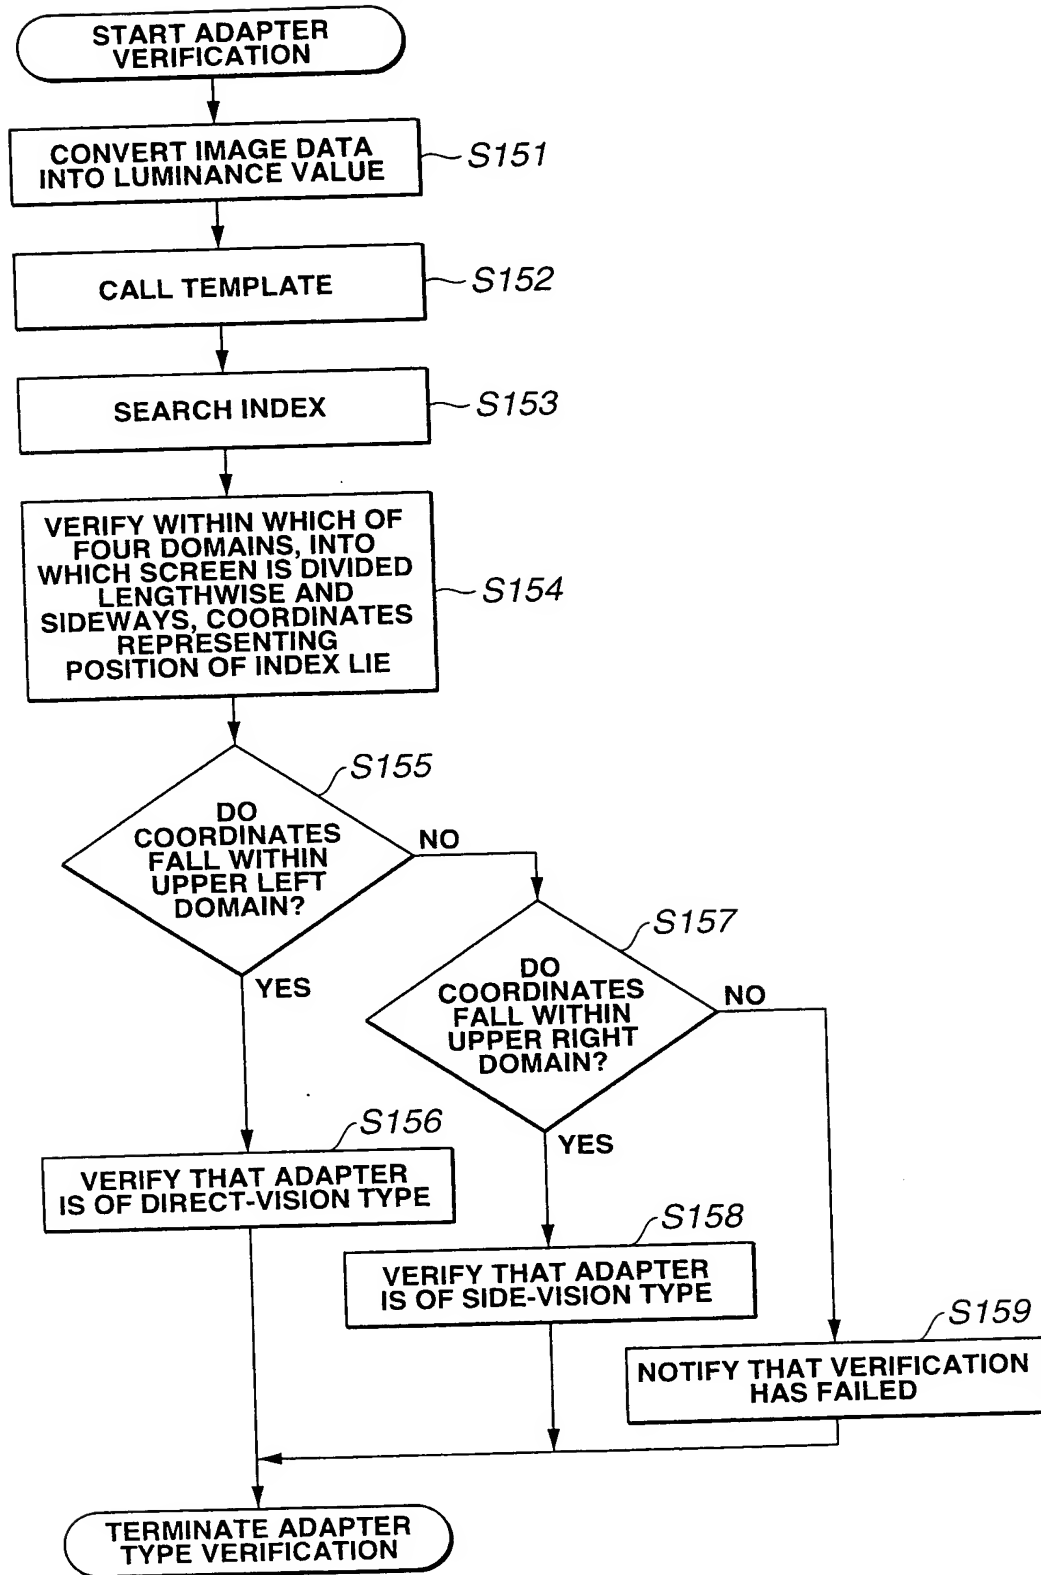 START ADAPTER
VERIFICATION
CONVERT IMAGE DATA
INTO LUMINANCE VALUE
S151
CALL TEMPLATE
S152
SEARCH INDEX
S153
VERIFY WITHIN WHICH OF
FOUR DOMAINS, INTO
WHICH SCREEN IS DIVIDED
LENGTHWISE AND
SIDEWAYS, COORDINATES
REPRESENTING
POSITION OF INDEX LIE
S154
S155
DO
COORDINATES
FALL WITHIN
UPPER LEFT
DOMAIN?
NO
YES
S157
DO
COORDINATES
FALL WITHIN
UPPER RIGHT
DOMAIN?
NO
YES
S156
VERIFY THAT ADAPTER
IS OF DIRECT-VISION TYPE
S158
VERIFY THAT ADAPTER
IS OF SIDE-VISION TYPE
S159
NOTIFY THAT VERIFICATION
HAS FAILED
TERMINATE ADAPTER
TYPE VERIFICATION